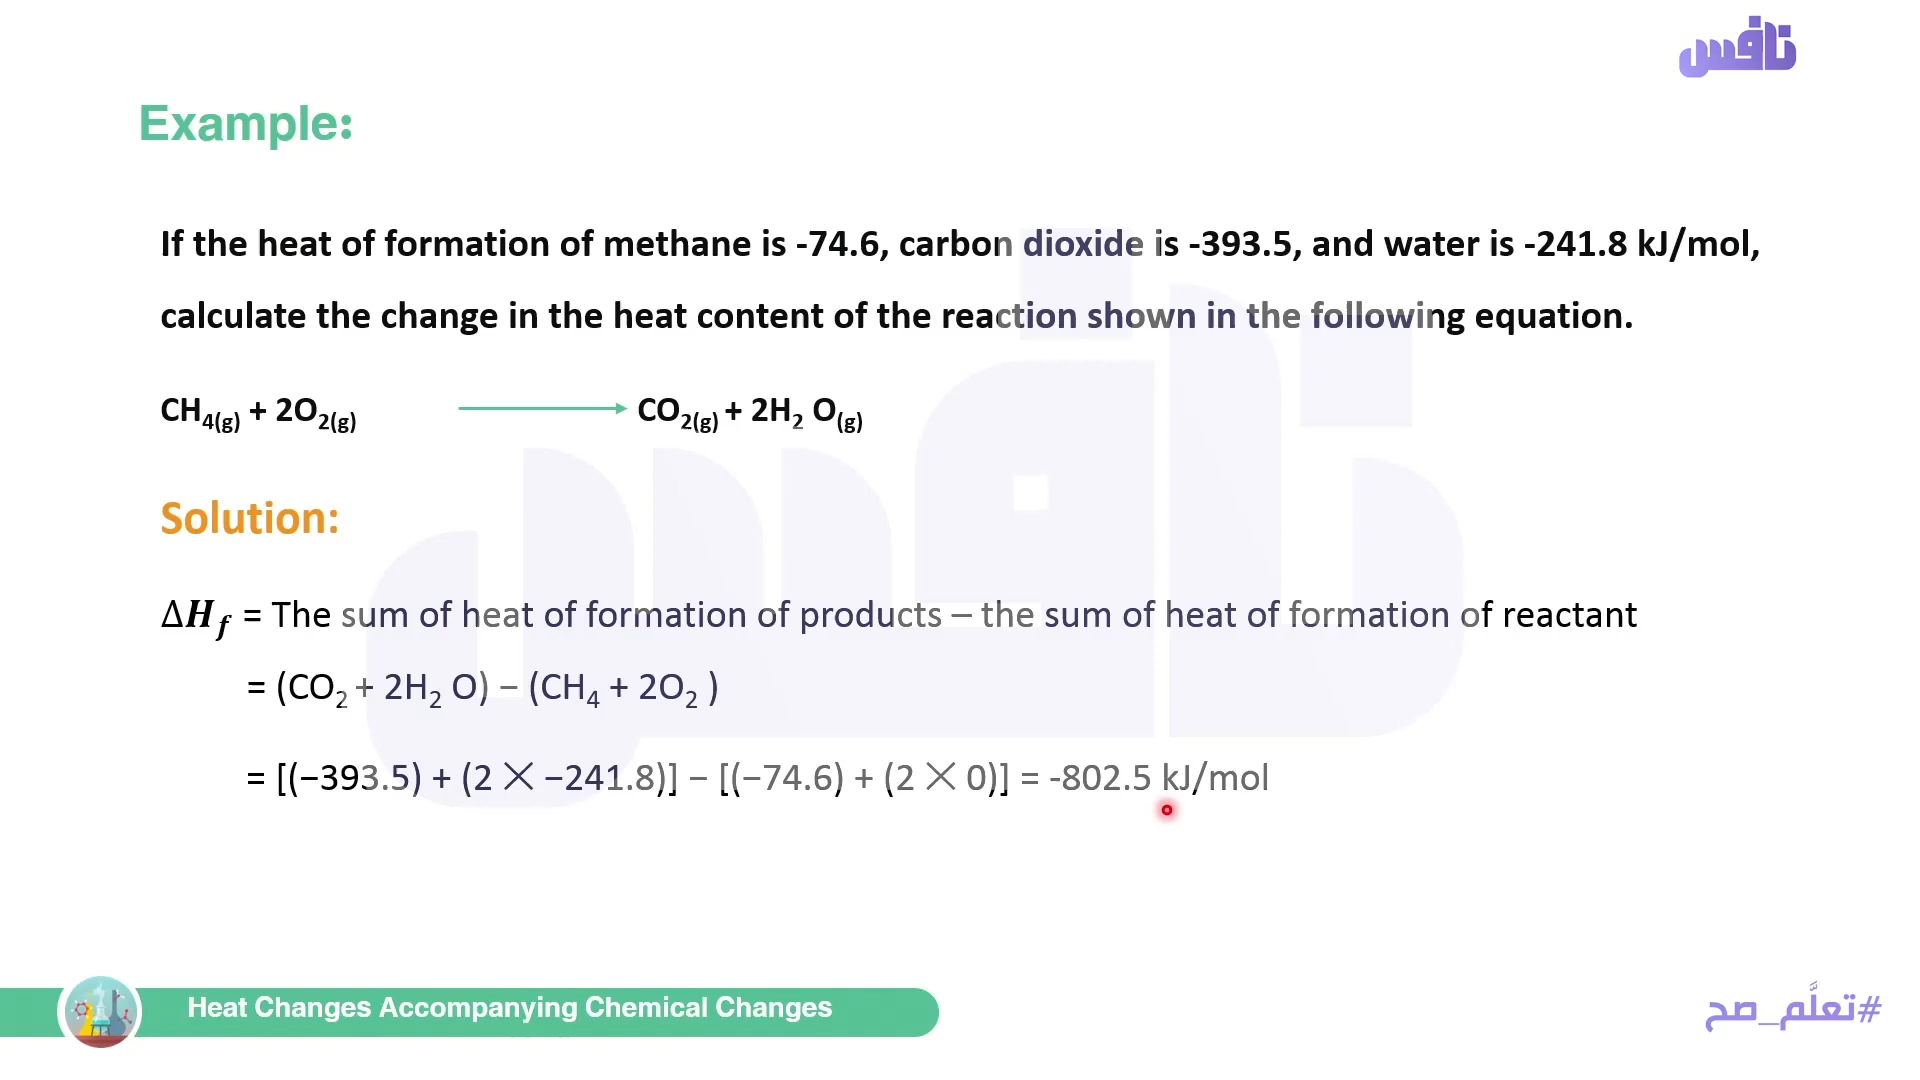 نافس
Example:
If the heat of formation of methane is -74.6, carbon dioxide is -393.5, and water is -241.8 kJ/mol,
calculate the change in the heat content of the reaction shown in the following equation.
CH₄(g) + 2O₂(g) ⟶ CO₂(g) + 2H₂ O(g)
Solution:
ΔH_f = The sum of heat of formation of products – the sum of heat of formation of reactant
= (CO₂ + 2H₂ O) − (CH₄ + 2O₂ )
= [(−393.5) + (2 × −241.8)] − [(−74.6) + (2 × 0)] = -802.5 kJ/mol
Heat Changes Accompanying Chemical Changes
#تعلَّم_صح